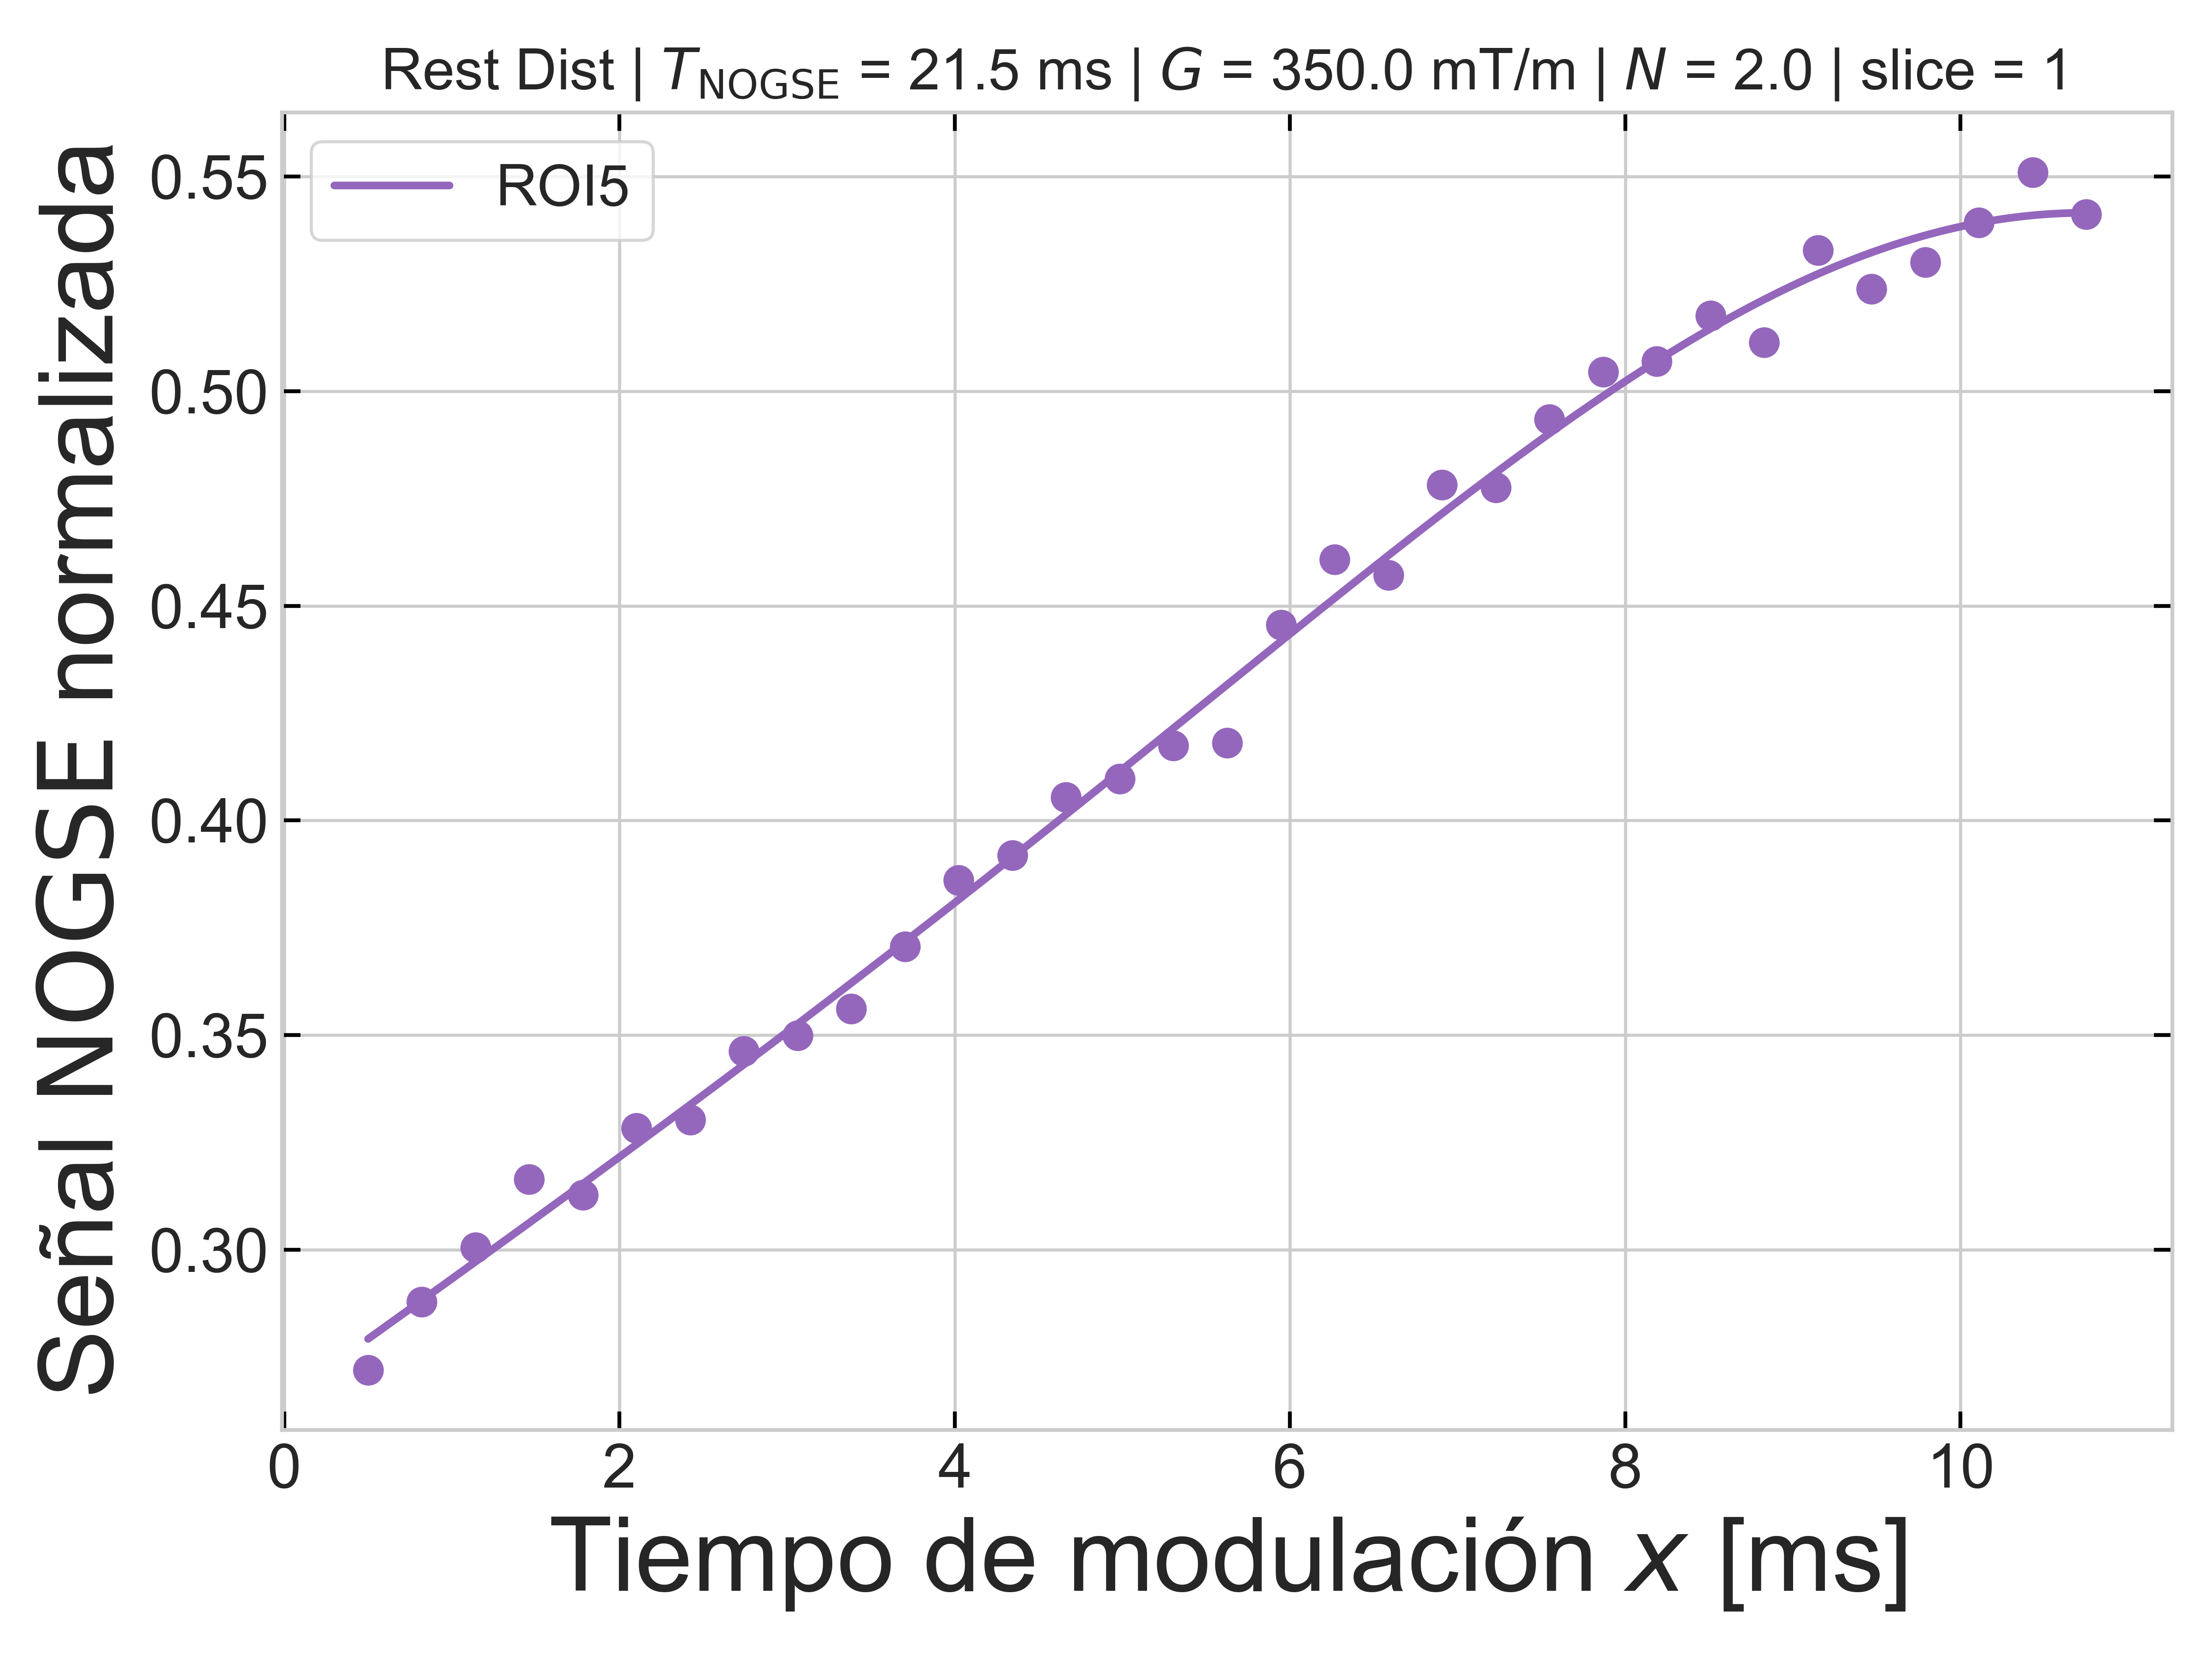 Rest Dist | T_NOGSE = 21.5 ms | G = 350.0 mT/m | N = 2.0 | slice = 1
ROI5
Señal NOGSE normalizada
0.55
0.50
0.45
0.40
0.35
0.30
0 2 4 6 8 10
Tiempo de modulación x [ms]